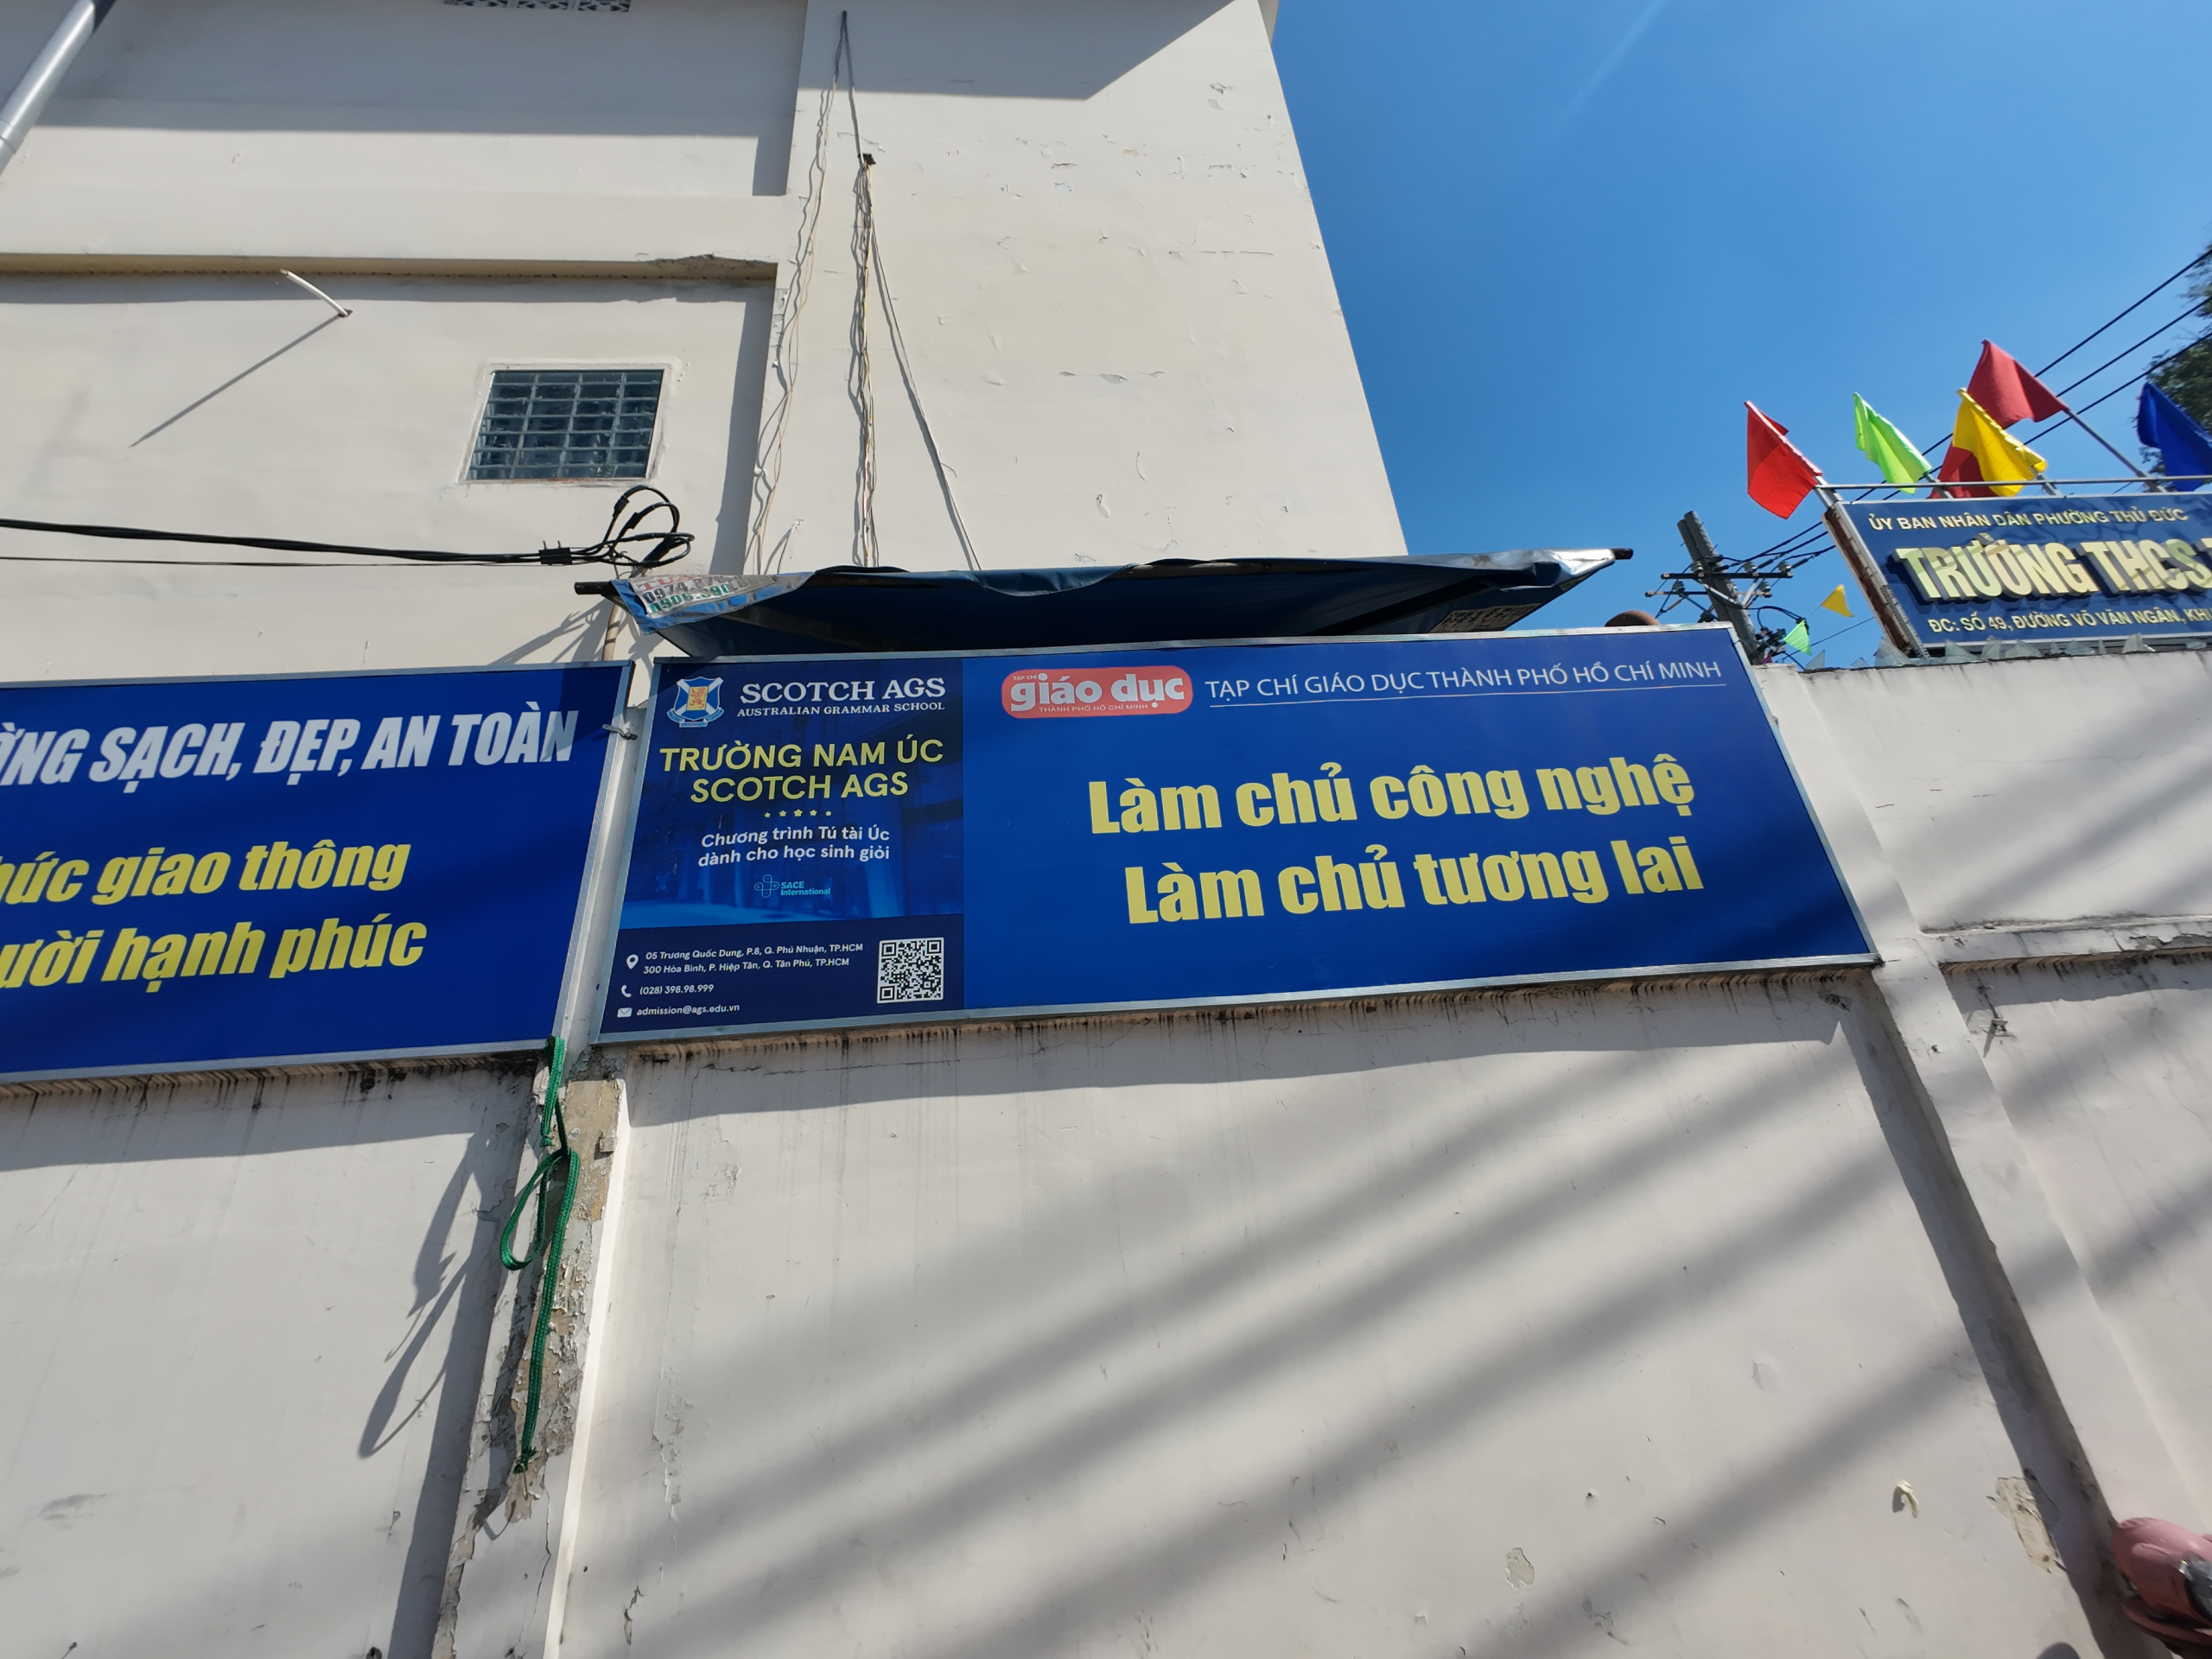 ỦY BAN NHÂN DÂN PHƯỜNG THỦ ĐỨC
TRƯỜNG THCS
ĐC: SỐ 49, ĐƯỜNG VÕ VĂN NGÂN,
SẠCH, ĐẸP, AN TOÀN
giao thông
hạnh phúc
SCOTCH AGS
AUSTRALIAN GRAMMAR SCHOOL
TRƯỜNG NAM ÚC
SCOTCH AGS
Chương trình Tú tài Úc
dành cho học sinh giỏi
SACE
International
05 Trương Quốc Dung, P.8, Q. Phú Nhuận, TP.HCM
300 Hòa Bình, P. Hiệp Tân, Q. Tân Phú, TP.HCM
(028) 398.98.999
admission@ags.edu.vn
TẠP CHÍ
giáo dục
THÀNH PHỐ HỒ CHÍ MINH
TẠP CHÍ GIÁO DỤC THÀNH PHỐ HỒ CHÍ MINH
Làm chủ công nghệ
Làm chủ tương lai